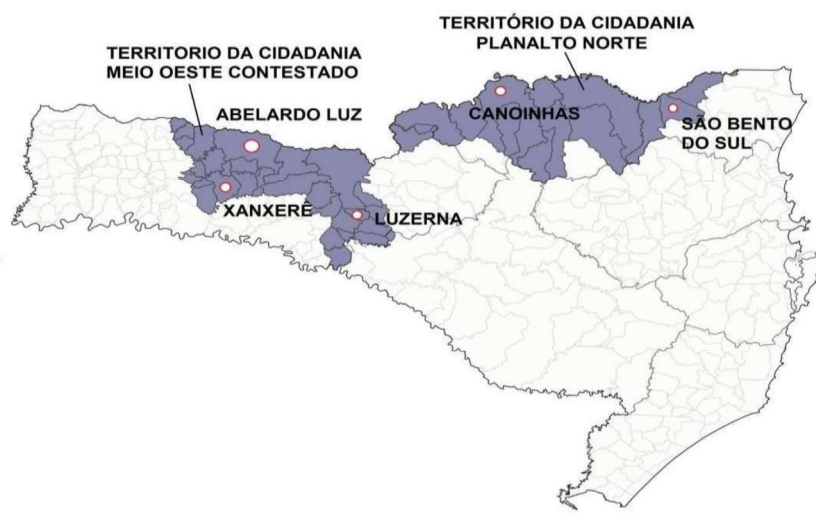 TERRITORIO DA CIDADANIA
MEIO OESTE CONTESTADO
TERRITÓRIO DA CIDADANIA
PLANALTO NORTE
ABELARDO LUZ
CANOINHAS
SÃO BENTO
DO SUL
XANXERÊ
LUZERNA